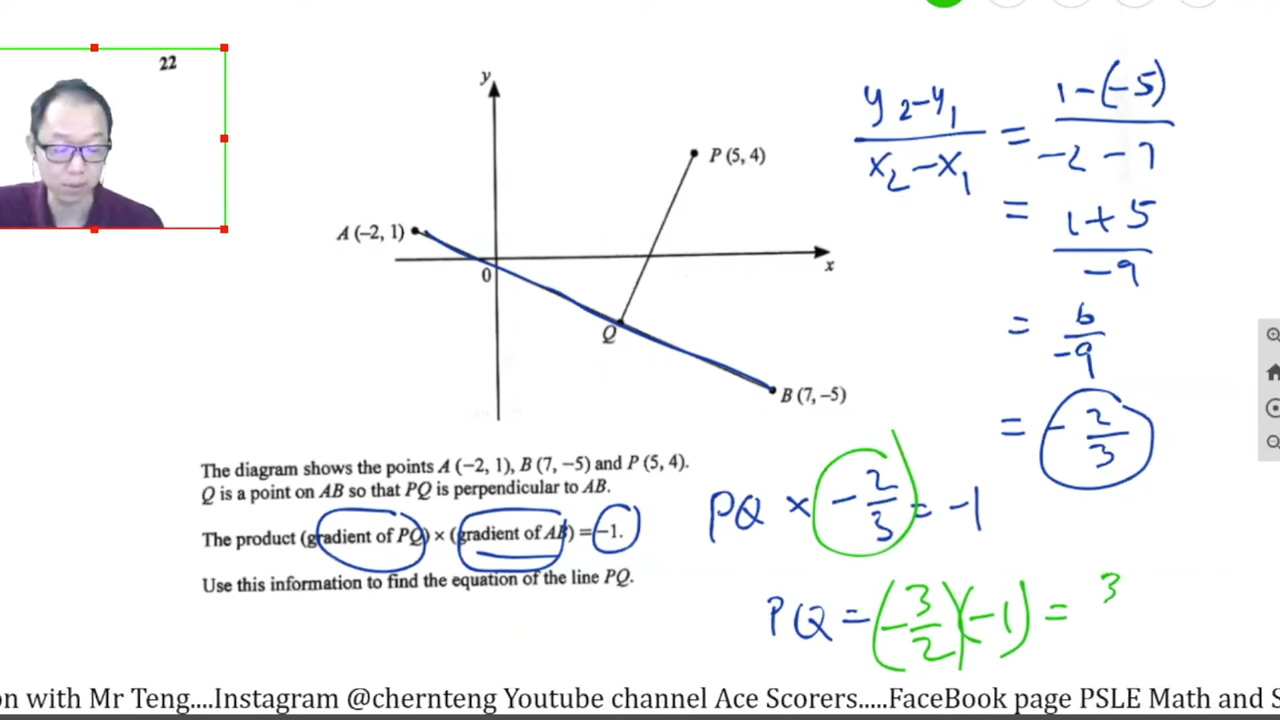 22
y
P (5, 4)
A (−2, 1)
0
x
Q
B (7, −5)
The diagram shows the points A (−2, 1), B (7, −5) and P (5, 4).
Q is a point on AB so that PQ is perpendicular to AB.
The product (gradient of PQ) × (gradient of AB) = −1.
Use this information to find the equation of the line PQ.
y2−y1 / x2−x1 = 1−(−5) / −2−7
= 1+5 / −9
= 6 / −9
= −2/3
PQ × −2/3 = −1
PQ = (−3/2)(−1) = 3
on with Mr Teng....Instagram @chernteng Youtube channel Ace Scorers.....FaceBook page PSLE Math and S